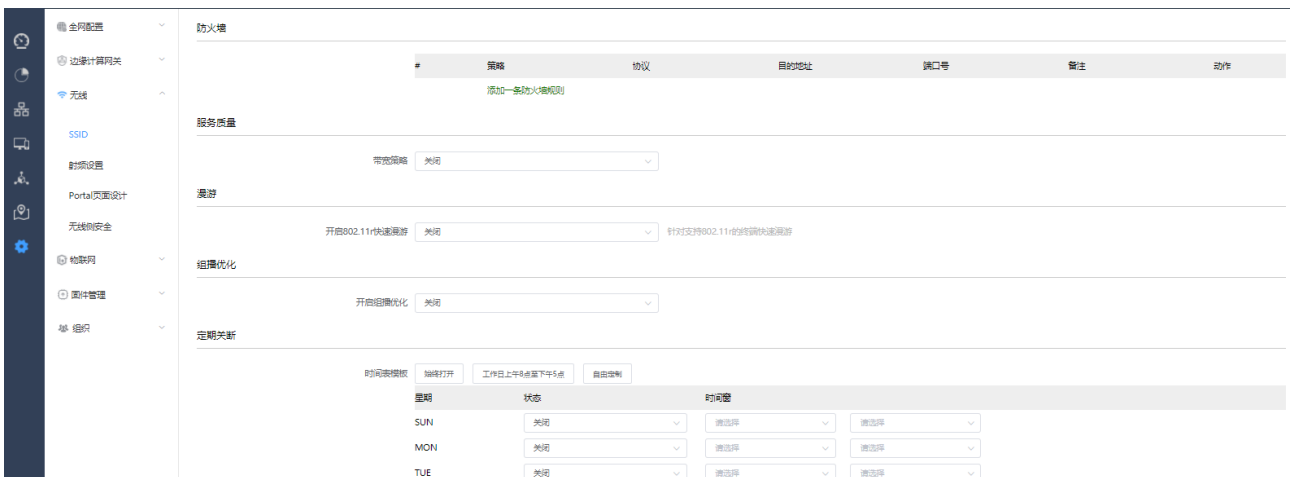 全网配置
边缘计算网关
无线
SSID
射频设置
Portal页面设计
无线侧安全
物联网
固件管理
组织
防火墙
# 策略 协议 目的地址 端口号 备注 动作
添加一条防火墙规则
服务质量
带宽策略 关闭
漫游
开启802.11r快速漫游 关闭 针对支持802.11r的终端快速漫游
组播优化
开启组播优化 关闭
定期关断
时间表模板 始终打开 工作日上午8点至下午5点 自由定制
星期 状态 时间窗
SUN 关闭 请选择 请选择
MON 关闭 请选择 请选择
TUE 关闭 请选择 请选择